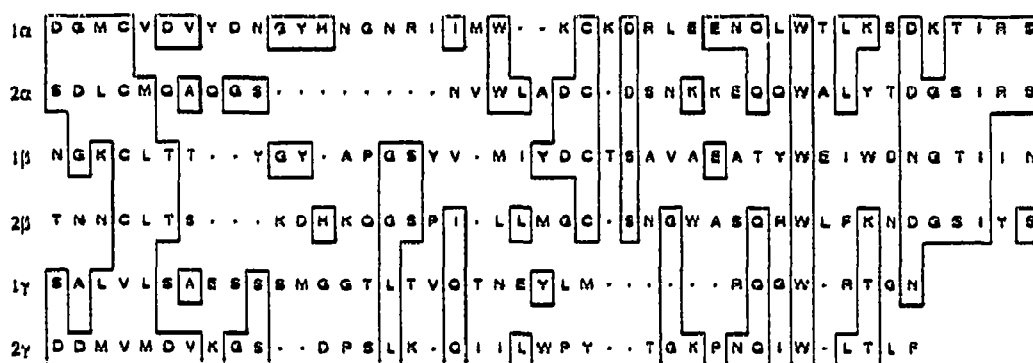 1α D G M C V D V Y D N G Y H N G N R I I M W · · K C K D R L E E N G L W T L K S D K T I R S
2α S D L C M Q A Q G S · · · · · · · · N V W L A D C · D S N K K E Q Q W A L Y T D G S I R S
1β N G K C L T T · · Y G Y · A P G S Y V · M I Y D C T S A V A E A T Y W E I W D N G T I I N
2β T N N C L T S · · · K D H K Q G S P I · L L M G C · S N G W A S Q H W L F K N D G S I Y S
1γ S A L V L S A E S S S M G G T L T V Q T N E Y L M · · · · · · R Q G W · R T G N
2γ D D M V M D V K G S · · D P S L K · Q I I L W P Y · · T G K P N Q I W · L T L F